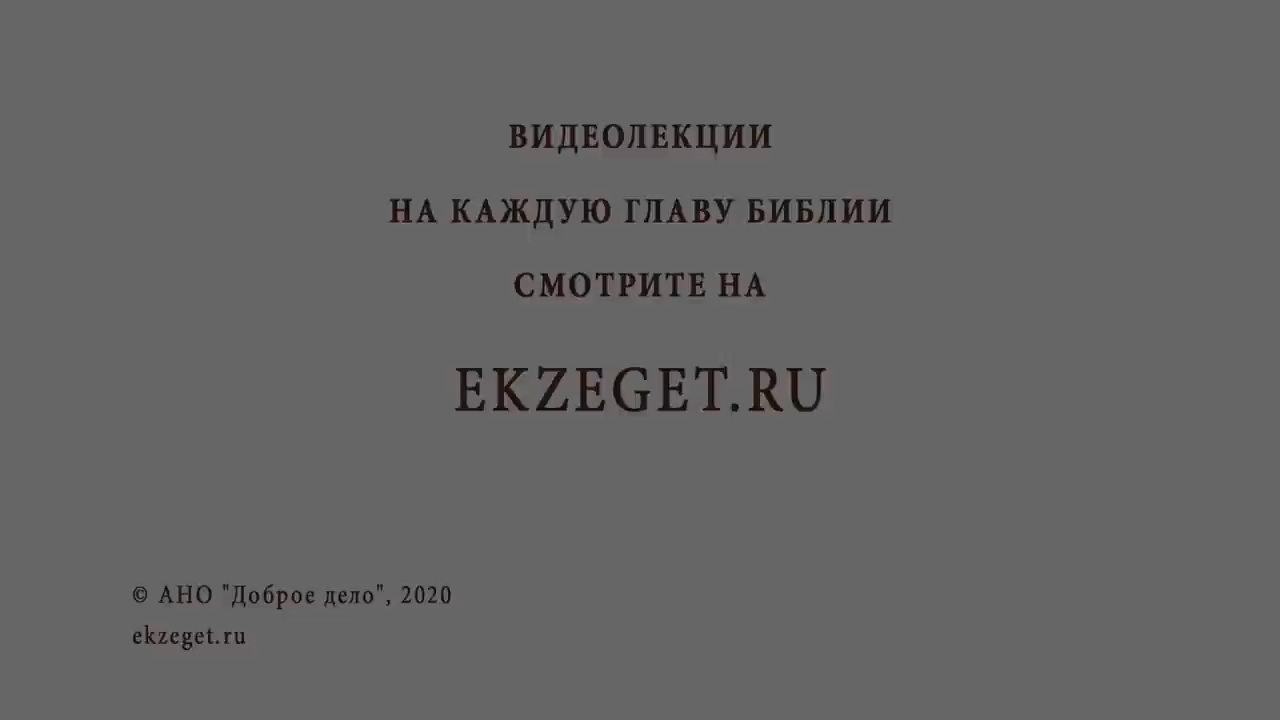 ВИДЕОЛЕКЦИИ
НА КАЖДУЮ ГЛАВУ БИБЛИИ
СМОТРИТЕ НА
EKZEGET.RU
© АНО "Доброе дело", 2020
ekzeget.ru